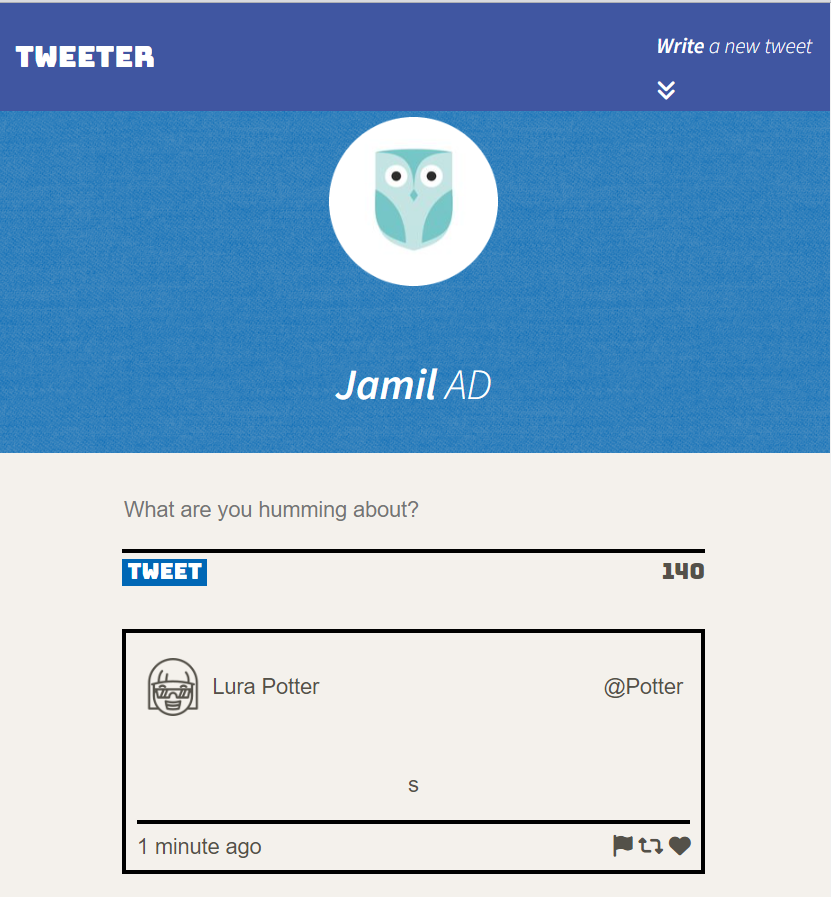 TWEETER
Write a new tweet
Jamil AD
What are you humming about?
TWEET 140
Lura Potter @Potter
s
1 minute ago